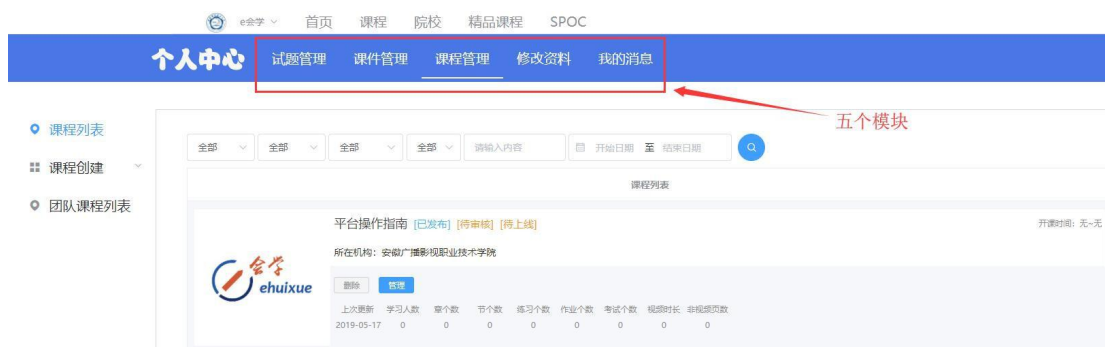 e会学 首页 课程 院校 精品课程 SPOC
个人中心 试题管理 课件管理 课程管理 修改资料 我的消息
五个模块
课程列表
课程创建
团队课程列表
全部 全部 全部 全部 请输入内容 开始日期 至 结束日期
课程列表
平台操作指南 [已发布] [待审核] [待上线] 开课时间：无~无
所在机构：安徽广播影视职业技术学院
e会学
ehuixue
删除 管理
上次更新 学习人数 章个数 节个数 练习个数 作业个数 考试个数 视频时长 非视频页数
2019-05-17 0 0 0 0 0 0 0 0